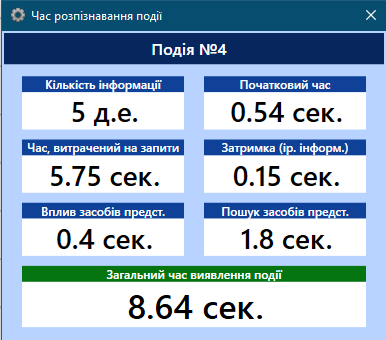 Час розпізнавання події
Подія №4
Кількість інформації
5 д.е.
Початковий час
0.54 сек.
Час, витрачений на запити
5.75 сек.
Затримка (ір. інформ.)
0.15 сек.
Вплив засобів предст.
0.4 сек.
Пошук засобів предст.
1.8 сек.
Загальний час виявлення події
8.64 сек.